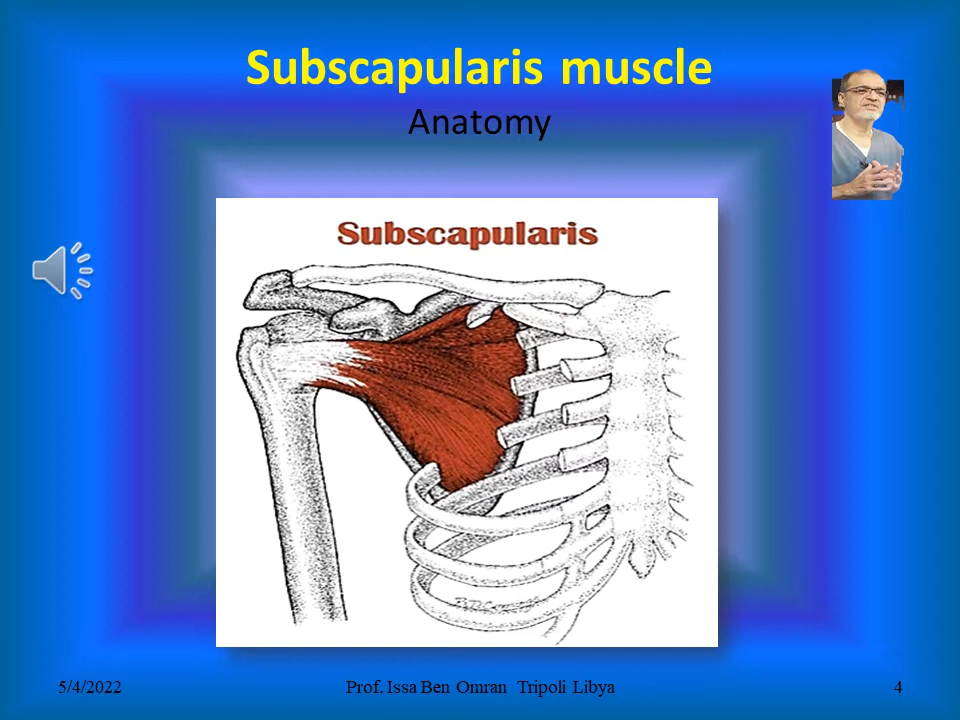 Subscapularis muscle
Anatomy
Subscapularis
5/4/2022
Prof. Issa Ben Omran Tripoli Libya
4